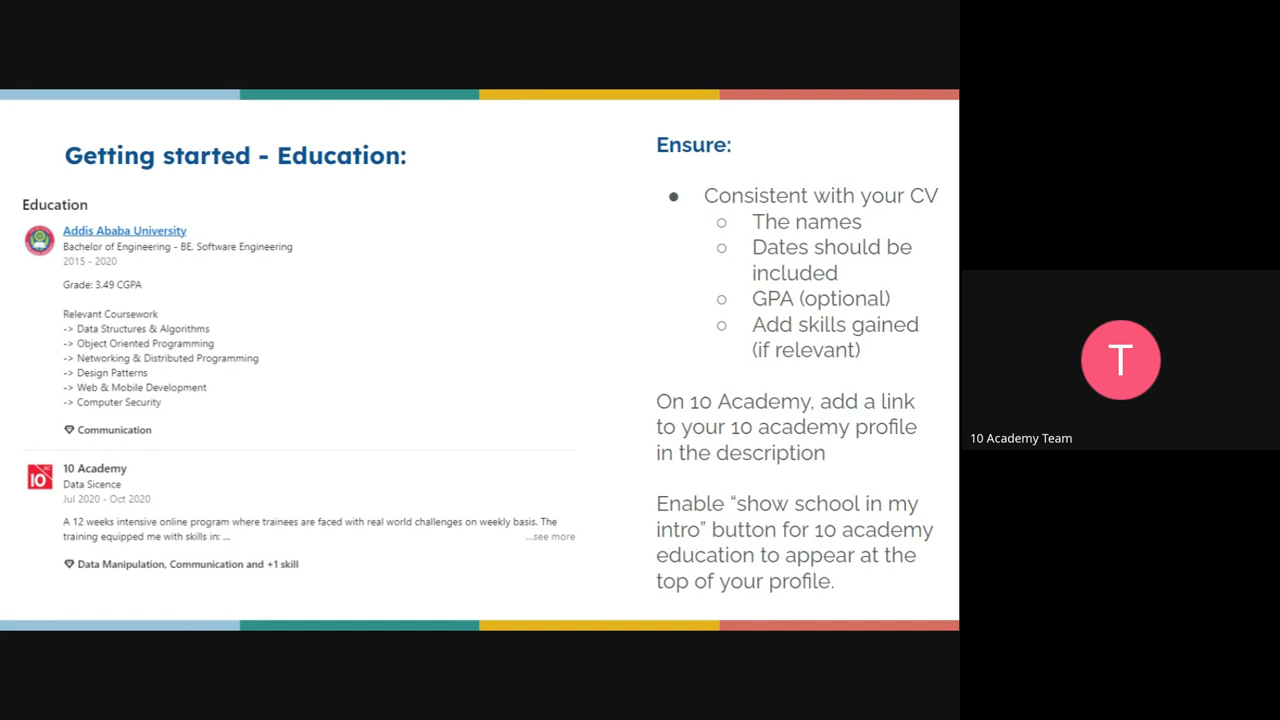 Getting started - Education:
Education
Addis Ababa University
Bachelor of Engineering - BE, Software Engineering
2015 - 2020
Grade: 3.49 CGPA
Relevant Coursework
-> Data Structures & Algorithms
-> Object Oriented Programming
-> Networking & Distributed Programming
-> Design Patterns
-> Web & Mobile Development
-> Computer Security
Communication
10
10 Academy
Data Sicence
Jul 2020 - Oct 2020
A 12 weeks intensive online program where trainees are faced with real world challenges on weekly basis. The
training equipped me with skills in: ...
...see more
Data Manipulation, Communication and +1 skill
Ensure:
● Consistent with your CV
○ The names
○ Dates should be
included
○ GPA (optional)
○ Add skills gained
(if relevant)
On 10 Academy, add a link
to your 10 academy profile
in the description
Enable “show school in my
intro” button for 10 academy
education to appear at the
top of your profile.
T
10 Academy Team